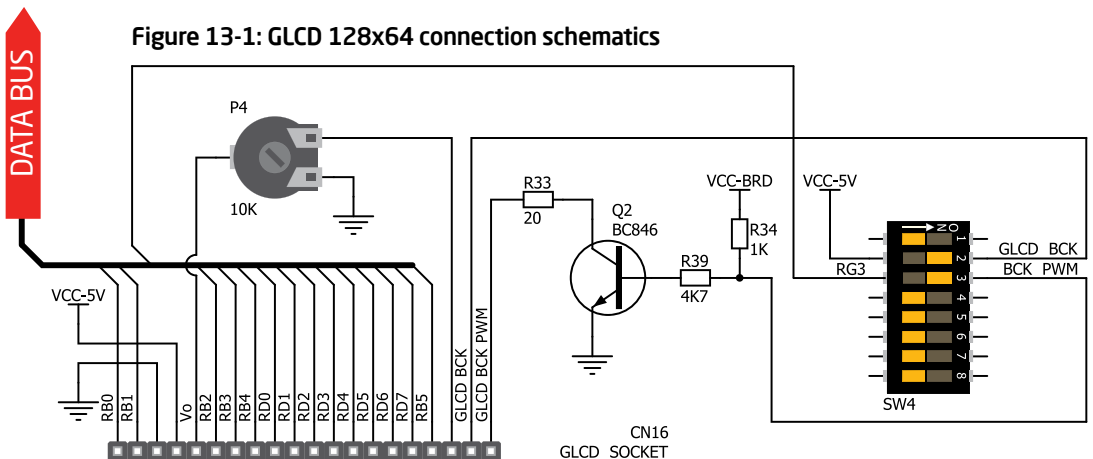 Figure 13-1: GLCD 128x64 connection schematics
DATA BUS
P4
10K
VCC-5V
R33
20
Q2
BC846
VCC-BRD
R34
1K
R39
4K7
VCC-5V
RG3
ON
1
2
3
4
5
6
7
8
SW4
GLCD BCK
BCK PWM
RB0
RB1
Vo
RB2
RB3
RB4
RD0
RD1
RD2
RD3
RD4
RD5
RD6
RD7
RB5
GLCD BCK
GLCD BCK PWM
CN16
GLCD SOCKET